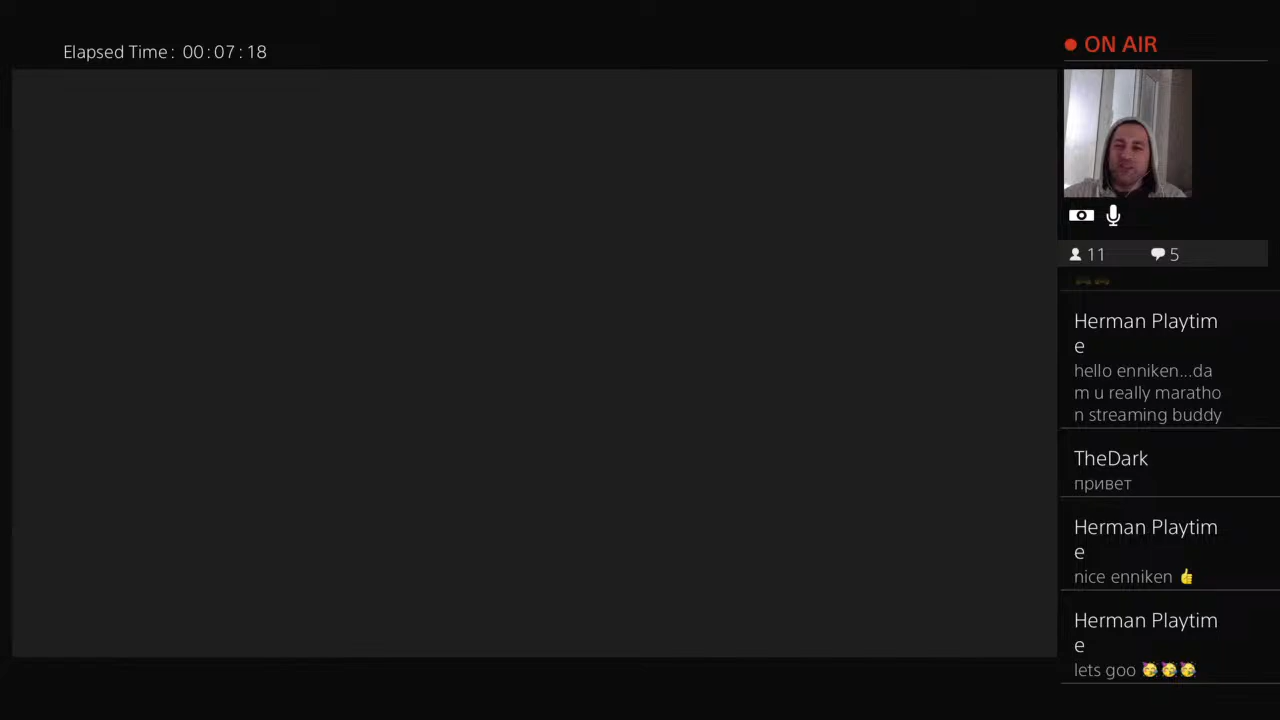 Elapsed Time: 00:07:18
ON AIR
11 5
Herman Playtim
e
hello enniken...da
m u really maratho
n streaming buddy
TheDark
привет
Herman Playtim
e
nice enniken 👍
Herman Playtim
e
lets goo 🥳🥳🥳